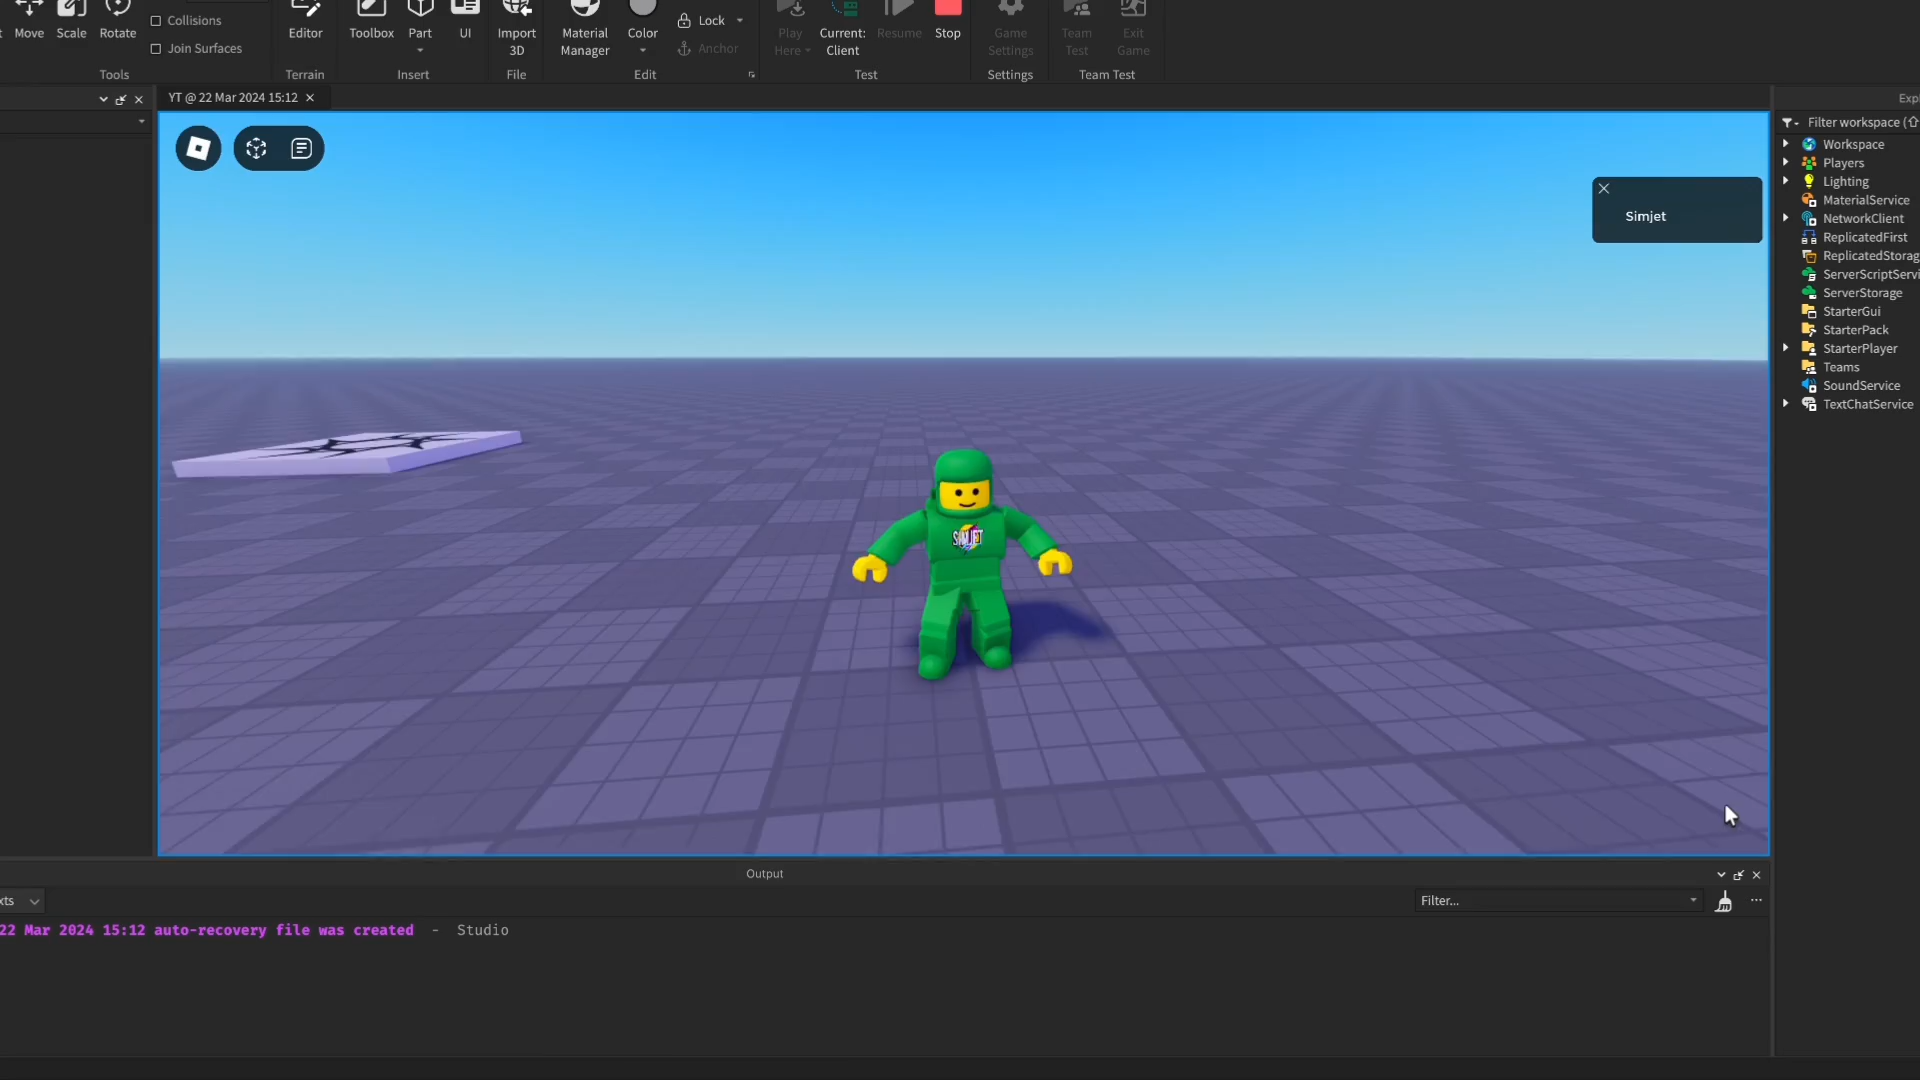 Move Scale Rotate
Collisions
Join Surfaces
Tools
Editor
Terrain
Toolbox Part UI
Insert
Import
3D
File
Material
Manager
Color
Lock
Anchor
Edit
Play
Here
Current:
Client
Resume
Stop
Test
Game
Settings
Settings
Team
Test
Exit
Game
Team Test
YT @ 22 Mar 2024 15:12
Simjet
SIMJET
Filter workspace (
Workspace
Players
Lighting
MaterialService
NetworkClient
ReplicatedFirst
ReplicatedStorag
ServerScriptServi
ServerStorage
StarterGui
StarterPack
StarterPlayer
Teams
SoundService
TextChatService
Output
xts
Filter...
22 Mar 2024 15:12 auto-recovery file was created - Studio